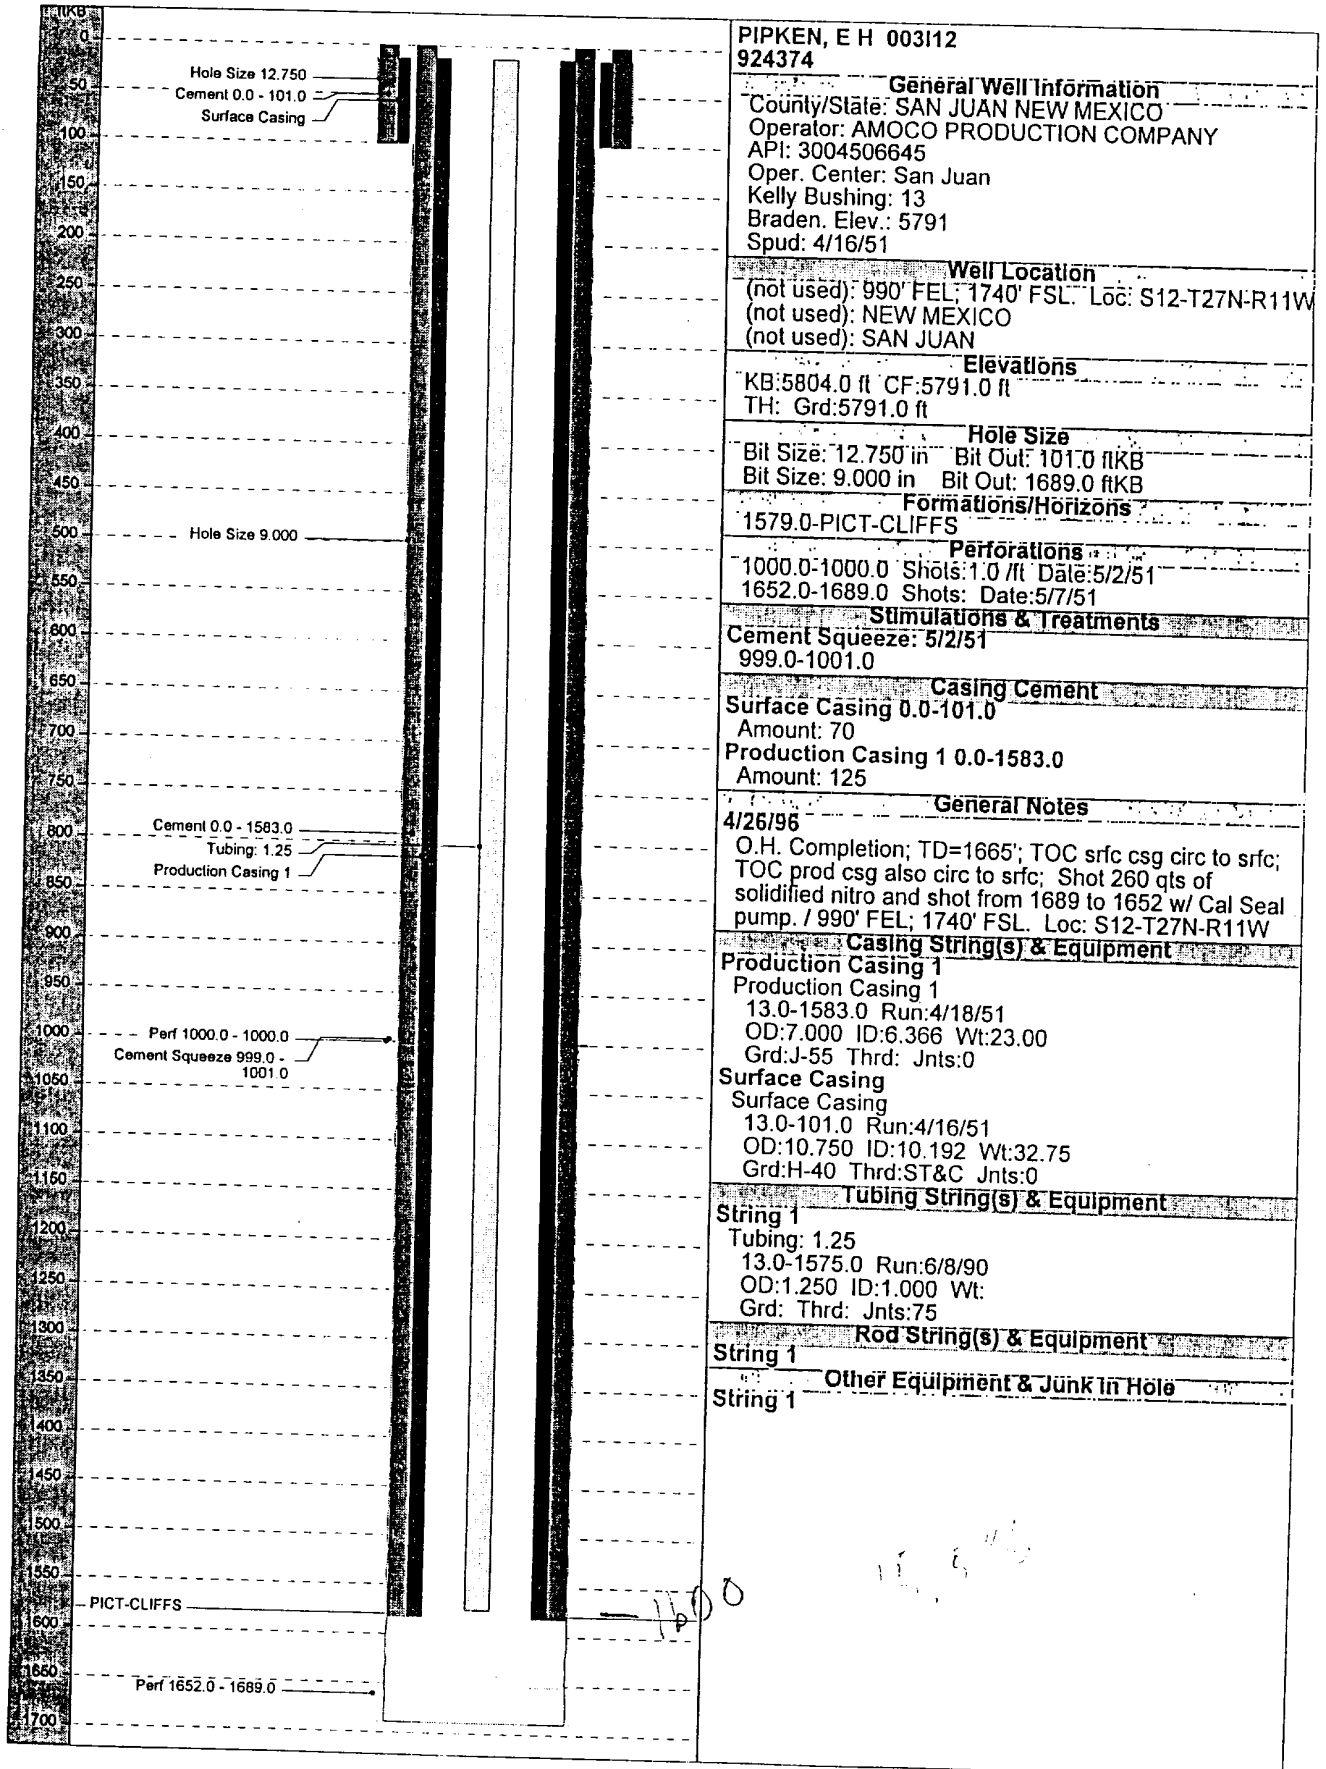 ftKB
0
Hole Size 12.750
Cement 0.0 - 101.0
Surface Casing
100
150
200
250
300
350
400
450
500
Hole Size 9.000
550
600
650
700
750
800
Cement 0.0 - 1583.0
Tubing: 1.25
Production Casing 1
850
900
950
1000
Perf 1000.0 - 1000.0
Cement Squeeze 999.0 -
1001.0
1050
1100
1150
1200
1250
1300
1350
1400
1450
1500
1550
PICT-CLIFFS
1600
1650
Perf 1652.0 - 1689.0
1700
1600
PIPKEN, E H 003I12
924374
General Well Information
County/State: SAN JUAN NEW MEXICO
Operator: AMOCO PRODUCTION COMPANY
API: 3004506645
Oper. Center: San Juan
Kelly Bushing: 13
Braden. Elev.: 5791
Spud: 4/16/51
Well Location
(not used): 990' FEL; 1740' FSL. Loc: S12-T27N-R11W
(not used): NEW MEXICO
(not used): SAN JUAN
Elevations
KB:5804.0 ft CF:5791.0 ft
TH: Grd:5791.0 ft
Hole Size
Bit Size: 12.750 in Bit Out: 101.0 ftKB
Bit Size: 9.000 in Bit Out: 1689.0 ftKB
Formations/Horizons
1579.0-PICT-CLIFFS
Perforations
1000.0-1000.0 Shots:1.0 /ft Date:5/2/51
1652.0-1689.0 Shots: Date:5/7/51
Stimulations & Treatments
Cement Squeeze: 5/2/51
999.0-1001.0
Casing Cement
Surface Casing 0.0-101.0
Amount: 70
Production Casing 1 0.0-1583.0
Amount: 125
General Notes
4/26/96
O.H. Completion; TD=1665'; TOC srfc csg circ to srfc;
TOC prod csg also circ to srfc; Shot 260 qts of
solidified nitro and shot from 1689 to 1652 w/ Cal Seal
pump. / 990' FEL; 1740' FSL. Loc: S12-T27N-R11W
Casing String(s) & Equipment
Production Casing 1
Production Casing 1
13.0-1583.0 Run:4/18/51
OD:7.000 ID:6.366 Wt:23.00
Grd:J-55 Thrd: Jnts:0
Surface Casing
Surface Casing
13.0-101.0 Run:4/16/51
OD:10.750 ID:10.192 Wt:32.75
Grd:H-40 Thrd:ST&C Jnts:0
Tubing String(s) & Equipment
String 1
Tubing: 1.25
13.0-1575.0 Run:6/8/90
OD:1.250 ID:1.000 Wt:
Grd: Thrd: Jnts:75
Rod String(s) & Equipment
String 1
Other Equipment & Junk in Hole
String 1